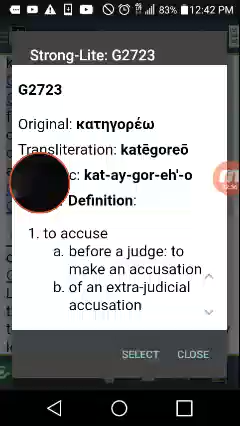 83% 12:42 PM
Strong-Lite: G2723
G2723
Original: κατηγορέω
Transliteration: katēgoreō
c: kat-ay-gor-eh'-o
Definition:
1. to accuse
a. before a judge: to
make an accusation
b. of an extra-judicial
accusation
SELECT CLOSE